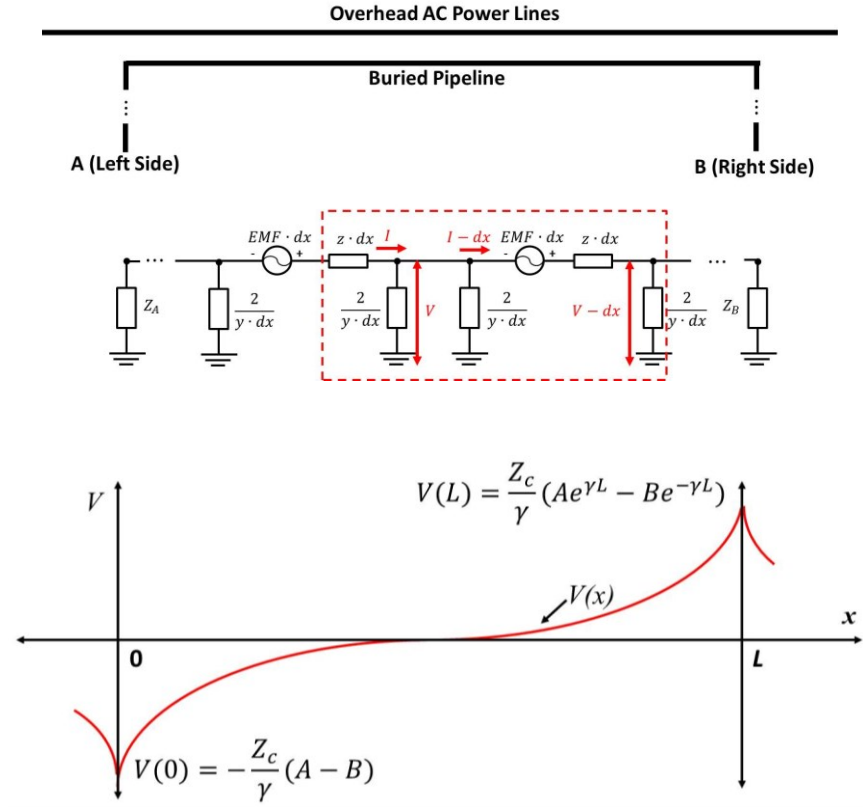 Overhead AC Power Lines
Buried Pipeline
⋮ ⋮
A (Left Side) B (Right Side)
EMF · dx z · dx I I − dx EMF · dx z · dx
- + - +
... ...
Z_A 2/(y · dx) 2/(y · dx) V 2/(y · dx) V − dx 2/(y · dx) Z_B
V(L) = Z_c/γ (Ae^{γL} − Be^{−γL})
V
V(x)
x
0 L
V(0) = −Z_c/γ (A − B)